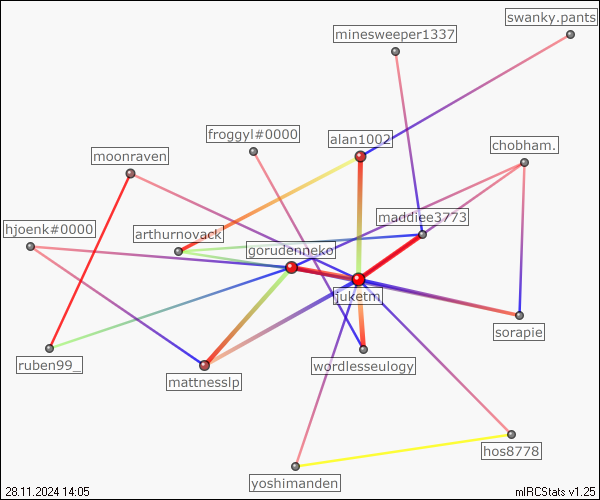 swanky.pants
minesweeper1337
froggyl#0000
alan1002
chobham.
moonraven
maddiee3773
hjoenk#0000
arthurnovack
gorudenneko
juketm
sorapie
ruben99_
mattnesslp
wordlesseulogy
hos8778
yoshimanden
28.11.2024 14:05
mIRCStats v1.25